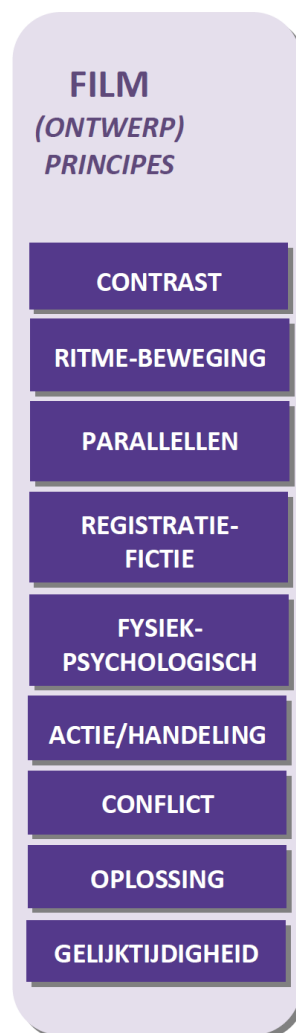 FILM
(ONTWERP)
PRINCIPES
CONTRAST
RITME-BEWEGING
PARALLELLEN
REGISTRATIE-
FICTIE
FYSIEK-
PSYCHOLOGISCH
ACTIE/HANDELING
CONFLICT
OPLOSSING
GELIJKTIJDIGHEID